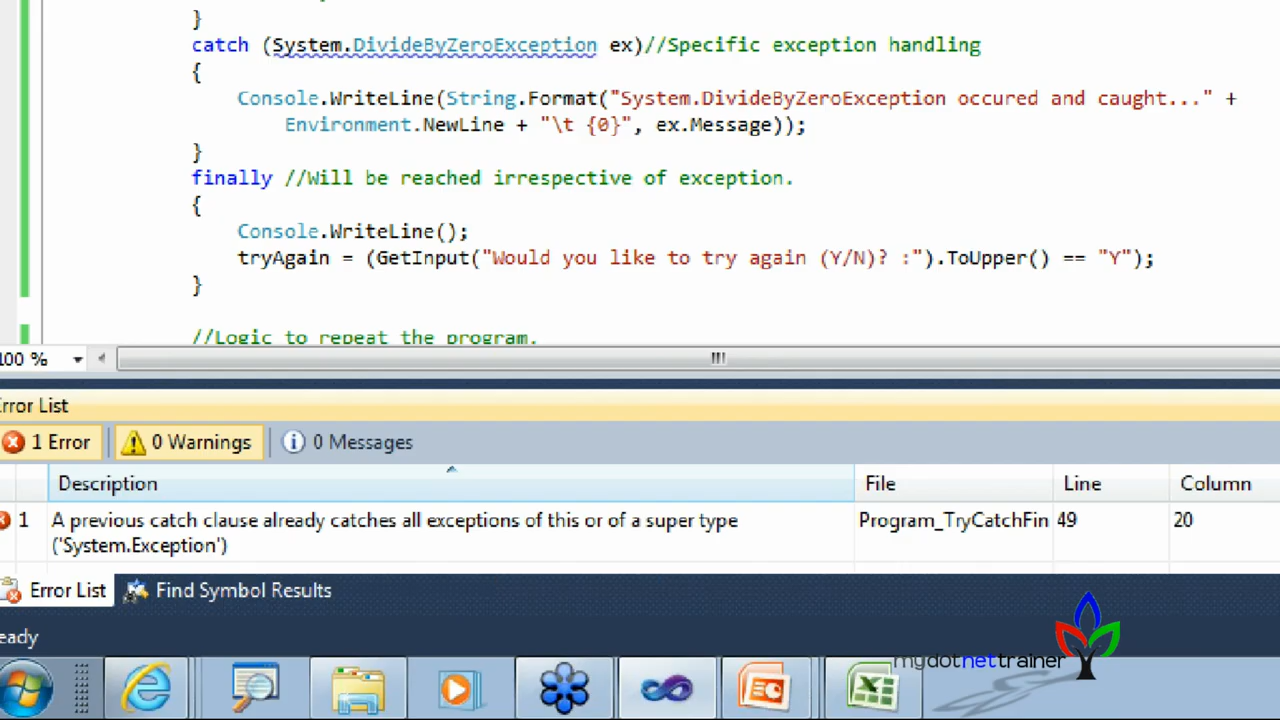 }
catch (System.DivideByZeroException ex)//Specific exception handling
{
Console.WriteLine(String.Format("System.DivideByZeroException occured and caught..." +
Environment.NewLine + "\t {0}", ex.Message));
}
finally //Will be reached irrespective of exception.
{
Console.WriteLine();
tryAgain = (GetInput("Would you like to try again (Y/N)? :").ToUpper() == "Y");
}
//Logic to repeat the program.
100 %
Error List
1 Error 0 Warnings 0 Messages
Description File Line Column
1 A previous catch clause already catches all exceptions of this or of a super type ('System.Exception') Program_TryCatchFin 49 20
Error List Find Symbol Results
eady
mydotnettrainer